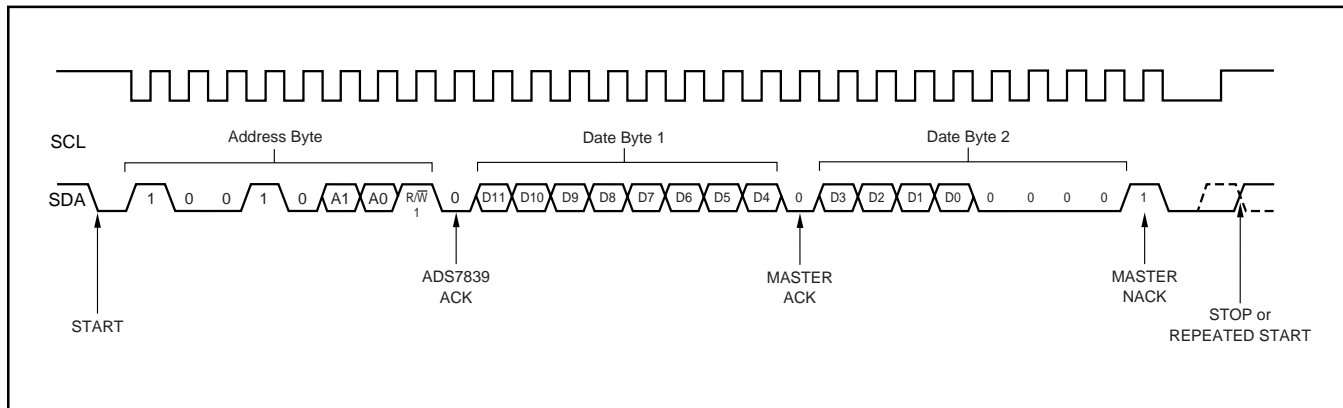 SCL
Address Byte
Date Byte 1
Date Byte 2
SDA
1 0 0 1 0 A1 A0 R/W̅ 1 0 D11 D10 D9 D8 D7 D6 D5 D4 0 D3 D2 D1 D0 0 0 0 0 1
START
ADS7839
ACK
MASTER
ACK
MASTER
NACK
STOP or
REPEATED START